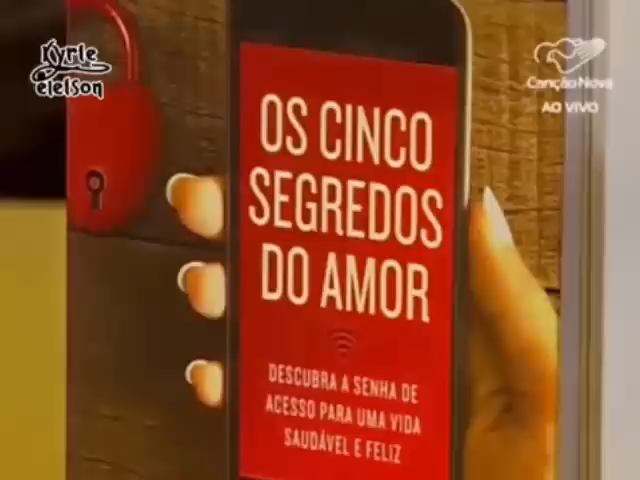 Kyrie
eleison
Canção Nova
AO VIVO
OS CINCO
SEGREDOS
DO AMOR
DESCUBRA A SENHA DE
ACESSO PARA UMA VIDA
SAUDÁVEL E FELIZ